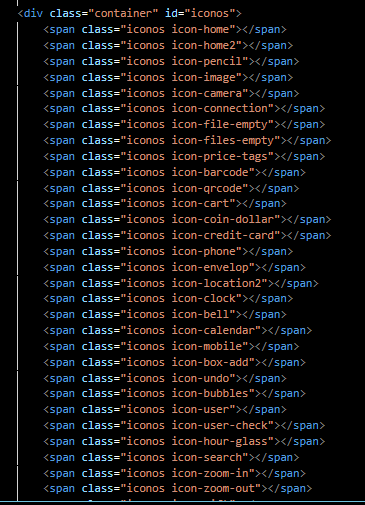 <div class="container" id="iconos">
<span class="iconos icon-home"></span>
<span class="iconos icon-home2"></span>
<span class="iconos icon-pencil"></span>
<span class="iconos icon-image"></span>
<span class="iconos icon-camera"></span>
<span class="iconos icon-connection"></span>
<span class="iconos icon-file-empty"></span>
<span class="iconos icon-files-empty"></span>
<span class="iconos icon-price-tags"></span>
<span class="iconos icon-barcode"></span>
<span class="iconos icon-qrcode"></span>
<span class="iconos icon-cart"></span>
<span class="iconos icon-coin-dollar"></span>
<span class="iconos icon-credit-card"></span>
<span class="iconos icon-phone"></span>
<span class="iconos icon-envelop"></span>
<span class="iconos icon-location2"></span>
<span class="iconos icon-clock"></span>
<span class="iconos icon-bell"></span>
<span class="iconos icon-calendar"></span>
<span class="iconos icon-mobile"></span>
<span class="iconos icon-box-add"></span>
<span class="iconos icon-undo"></span>
<span class="iconos icon-bubbles"></span>
<span class="iconos icon-user"></span>
<span class="iconos icon-user-check"></span>
<span class="iconos icon-hour-glass"></span>
<span class="iconos icon-search"></span>
<span class="iconos icon-zoom-in"></span>
<span class="iconos icon-zoom-out"></span>